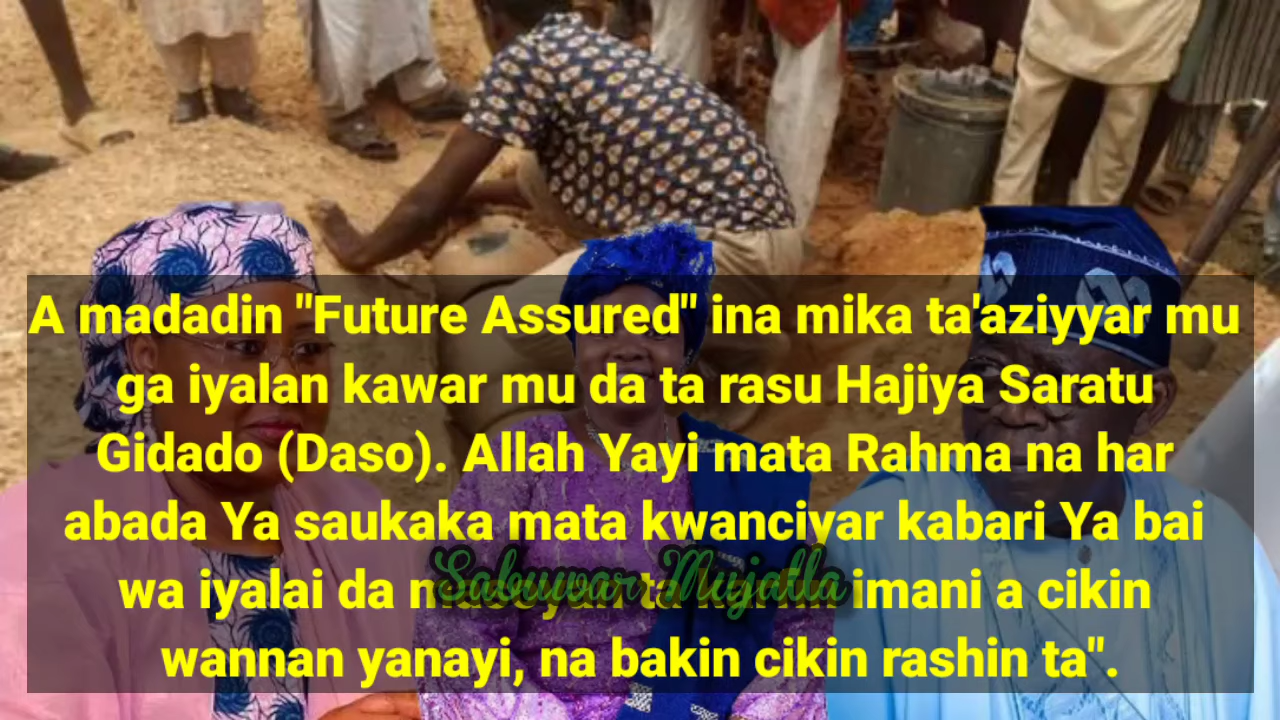 A madadin "Future Assured" ina mika ta'aziyyar mu
ga iyalan kawar mu da ta rasu Hajiya Saratu
Gidado (Daso). Allah Yayi mata Rahma na har
abada Ya saukaka mata kwanciyar kabari Ya bai
wa iyalai da ta imani a cikin
Sabuwar Mujalla
wannan yanayi, na bakin cikin rashin ta".